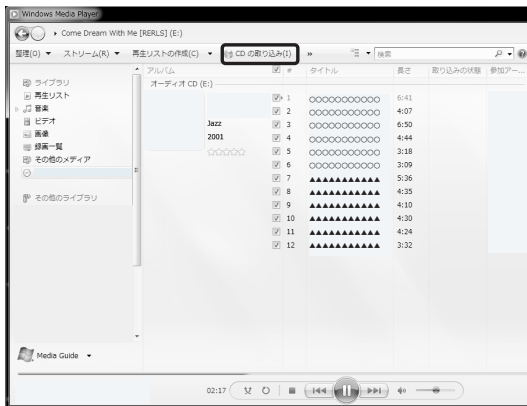 Windows Media Player
Come Dream With Me [RERLS] (E:)
整理(O) ストリーム(R) 再生リストの作成(C) CD の取り込み(I) » 検索
アルバム # タイトル 長さ 取り込みの状態 参加アー...
オーディオ CD (E:)
ライブラリ
再生リスト
音楽
ビデオ
画像
録画一覧
その他のメディア
その他のライブラリ
Jazz
2001
☆☆☆☆☆
1 ○○○○○○○○○○○ 6:41
2 ○○○○○○○○○○○ 4:07
3 ○○○○○○○○○○○ 6:50
4 ○○○○○○○○○○○ 4:44
5 ○○○○○○○○○○○ 3:18
6 ○○○○○○○○○○○ 3:09
7 ▲▲▲▲▲▲▲▲▲▲▲ 5:36
8 ▲▲▲▲▲▲▲▲▲▲▲ 4:35
9 ▲▲▲▲▲▲▲▲▲▲▲ 4:10
10 ▲▲▲▲▲▲▲▲▲▲▲ 4:30
11 ▲▲▲▲▲▲▲▲▲▲▲ 4:24
12 ▲▲▲▲▲▲▲▲▲▲▲ 3:32
Media Guide
02:17